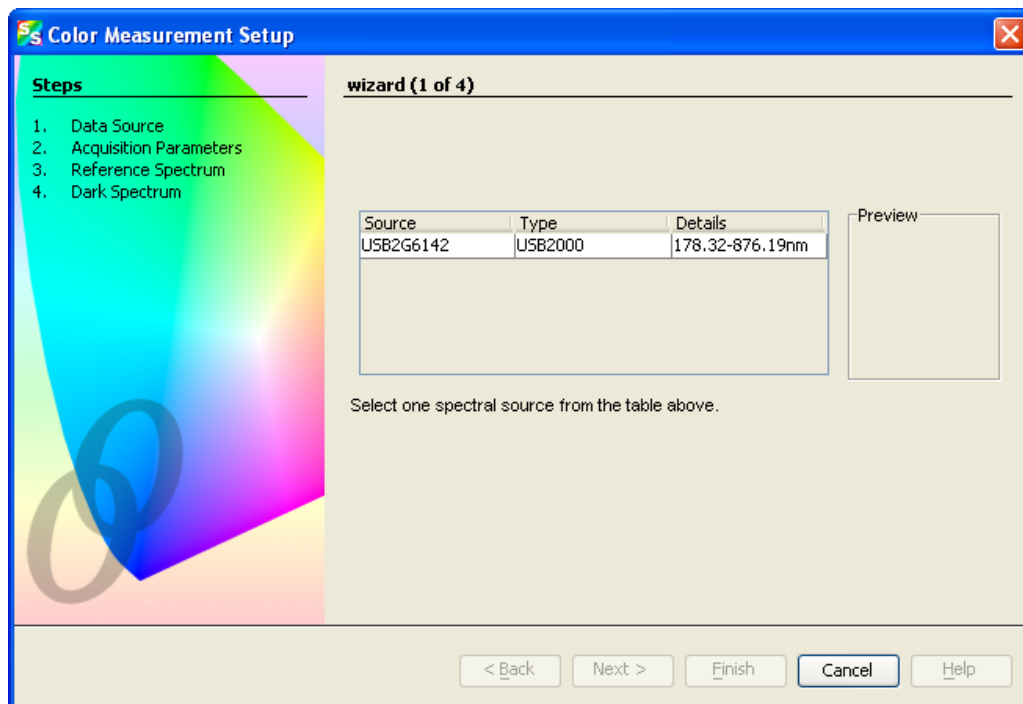 Color Measurement Setup
Steps
1. Data Source
2. Acquisition Parameters
3. Reference Spectrum
4. Dark Spectrum
wizard (1 of 4)
Source Type Details
USB2G6142 USB2000 178.32-876.19nm
Preview
Select one spectral source from the table above.
< Back Next > Finish Cancel Help